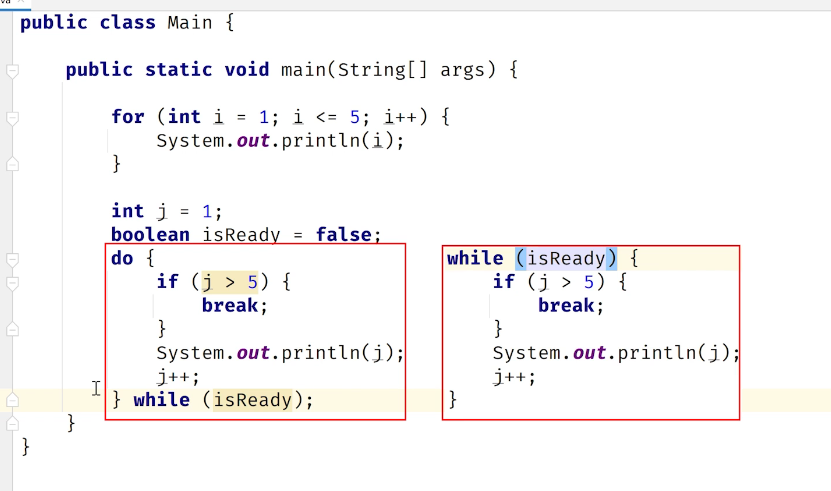 va
public class Main {
public static void main(String[] args) {
for (int i = 1; i <= 5; i++) {
System.out.println(i);
}
int j = 1;
boolean isReady = false;
do {
if (j > 5) {
break;
}
System.out.println(j);
j++;
} while (isReady);
while (isReady) {
if (j > 5) {
break;
}
System.out.println(j);
j++;
}
}
}